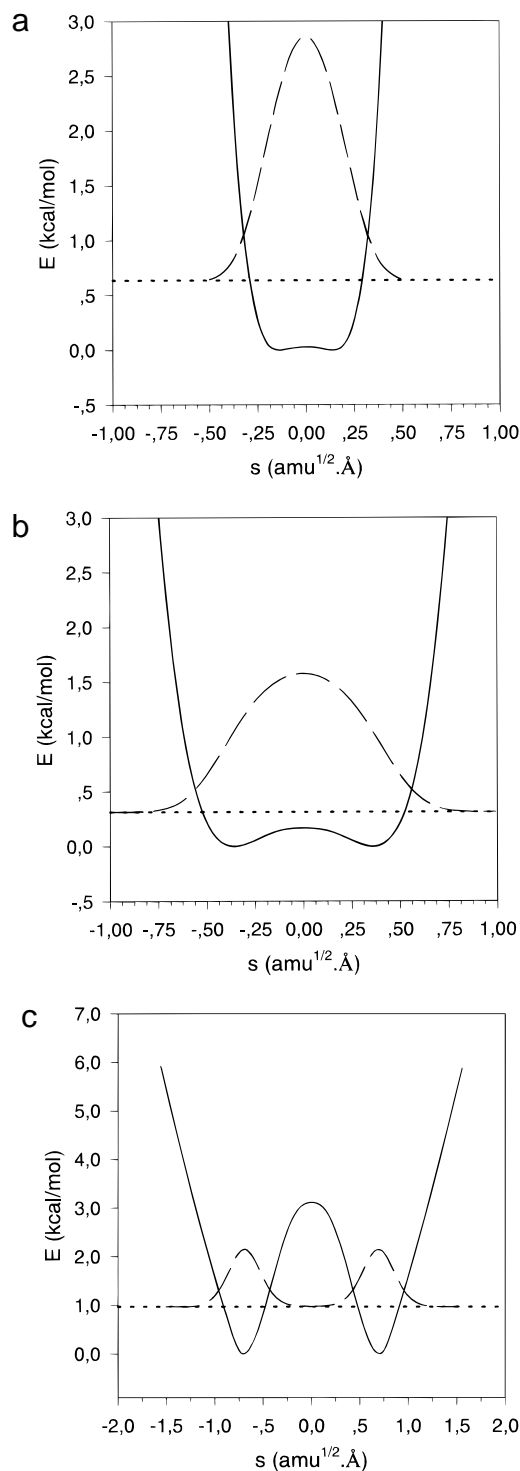 a
3,0
2,5
2,0
1,5
1,0
,5
0,0
-,5
E (kcal/mol)
-1,00 -,75 -,50 -,25 0,00 ,25 ,50 ,75 1,00
s (amu1/2.Å)
b
3,0
2,5
2,0
1,5
1,0
,5
0,0
-,5
E (kcal/mol)
-1,00 -,75 -,50 -,25 0,00 ,25 ,50 ,75 1,00
s (amu1/2.Å)
c
7,0
6,0
5,0
4,0
3,0
2,0
1,0
0,0
E (kcal/mol)
-2,0 -1,5 -1,0 -,5 0,0 ,5 1,0 1,5 2,0
s (amu1/2.Å)